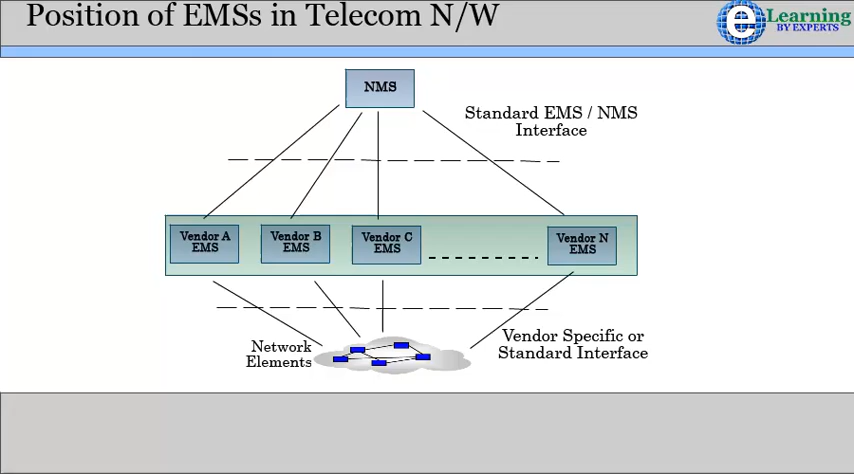 Position of EMSs in Telecom N/W
e Learning
BY EXPERTS
NMS
Standard EMS / NMS
Interface
Vendor A
EMS
Vendor B
EMS
Vendor C
EMS
Vendor N
EMS
Network
Elements
Vendor Specific or
Standard Interface